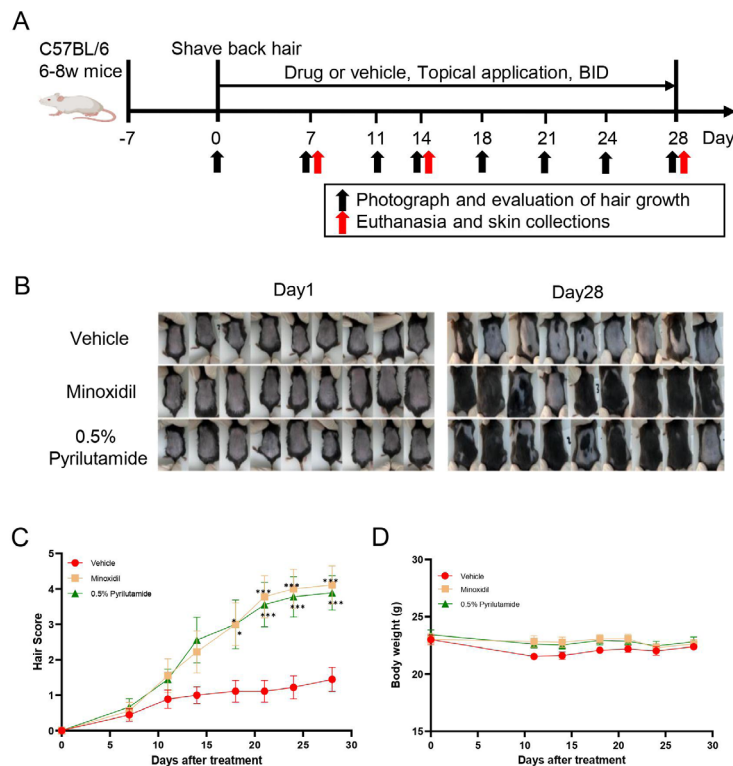 A
C57BL/6
6-8w mice
Shave back hair
Drug or vehicle, Topical application, BID
-7 0 7 11 14 18 21 24 28 Day
Photograph and evaluation of hair growth
Euthanasia and skin collections
B
Day1 Day28
Vehicle
Minoxidil
0.5%
Pyrilutamide
C
Hair Score
5
4
3
2
1
0
Vehicle
Minoxidil
0.5% Pyrilutamide
* *** *** ***
* *** *** ***
0 5 10 15 20 25 30
Days after treatment
D
Body weight (g)
30
25
20
15
Vehicle
Minoxidil
0.5% Pyrilutamide
0 5 10 15 20 25 30
Days after treatment